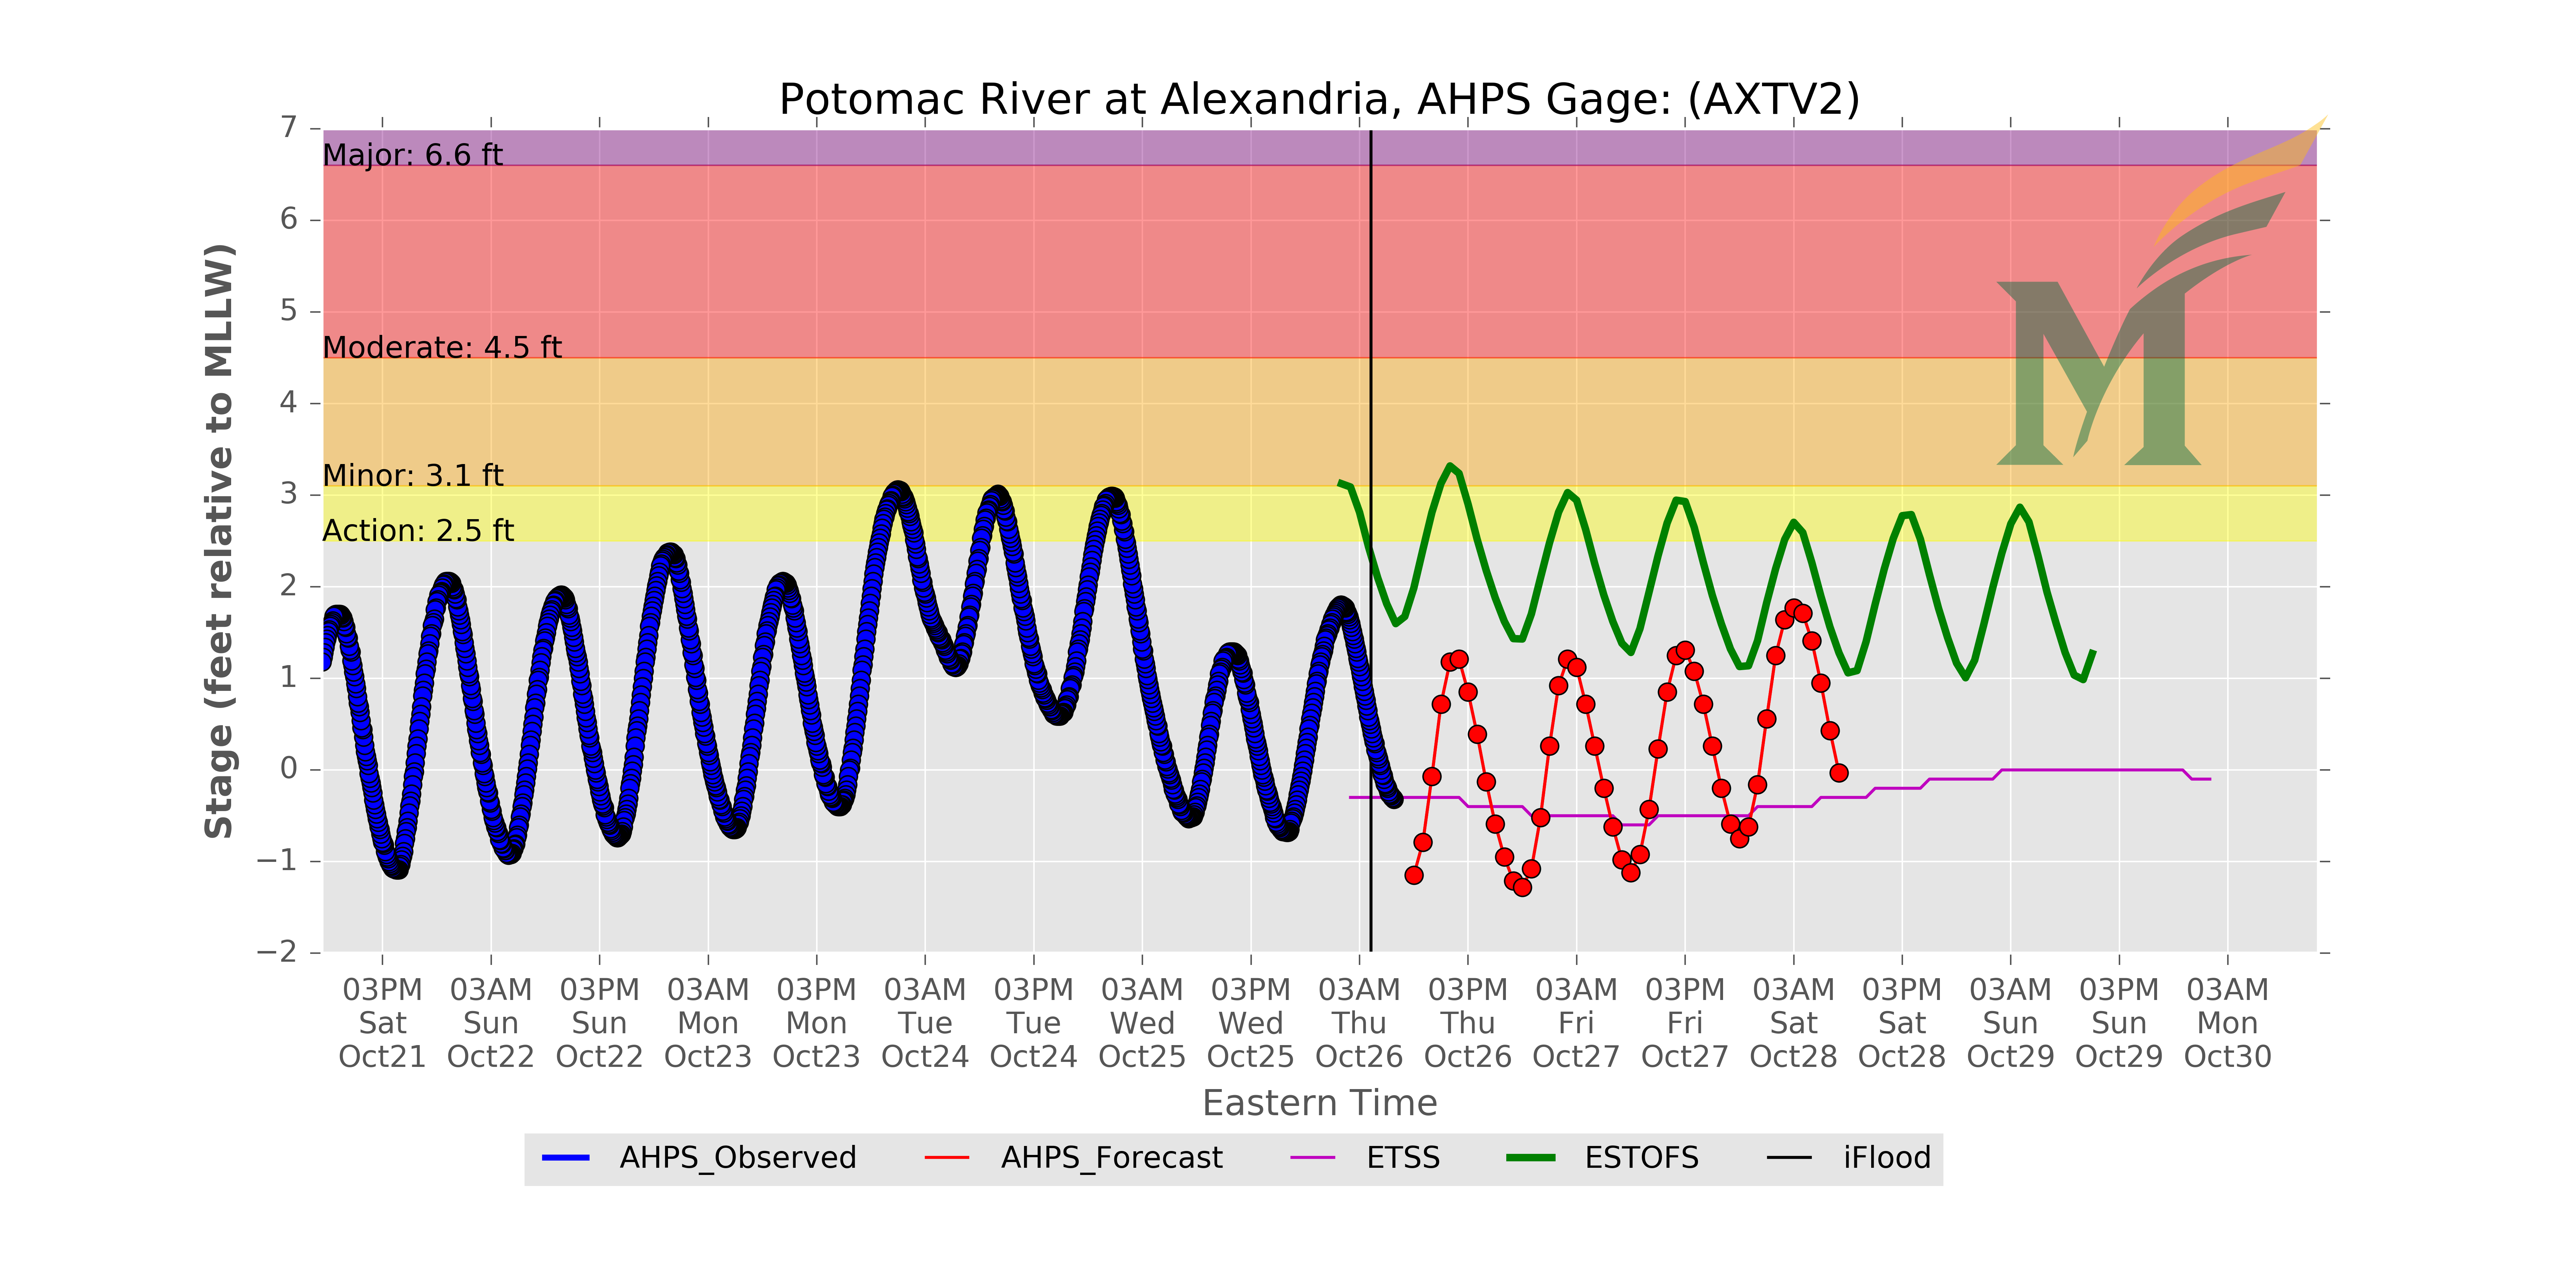 Potomac River at Alexandria, AHPS Gage: (AXTV2)
7
6
5
4
3
2
1
0
−1
−2
Stage (feet relative to MLLW)
Major: 6.6 ft
Moderate: 4.5 ft
Minor: 3.1 ft
Action: 2.5 ft
M
03PM 03AM 03PM 03AM 03PM 03AM 03PM 03AM 03PM 03AM 03PM 03AM 03PM 03AM 03PM 03AM 03PM 03AM
Sat Sun Sun Mon Mon Tue Tue Wed Wed Thu Thu Fri Fri Sat Sat Sun Sun Mon
Oct21 Oct22 Oct22 Oct23 Oct23 Oct24 Oct24 Oct25 Oct25 Oct26 Oct26 Oct27 Oct27 Oct28 Oct28 Oct29 Oct29 Oct30
Eastern Time
AHPS_Observed AHPS_Forecast ETSS ESTOFS iFlood